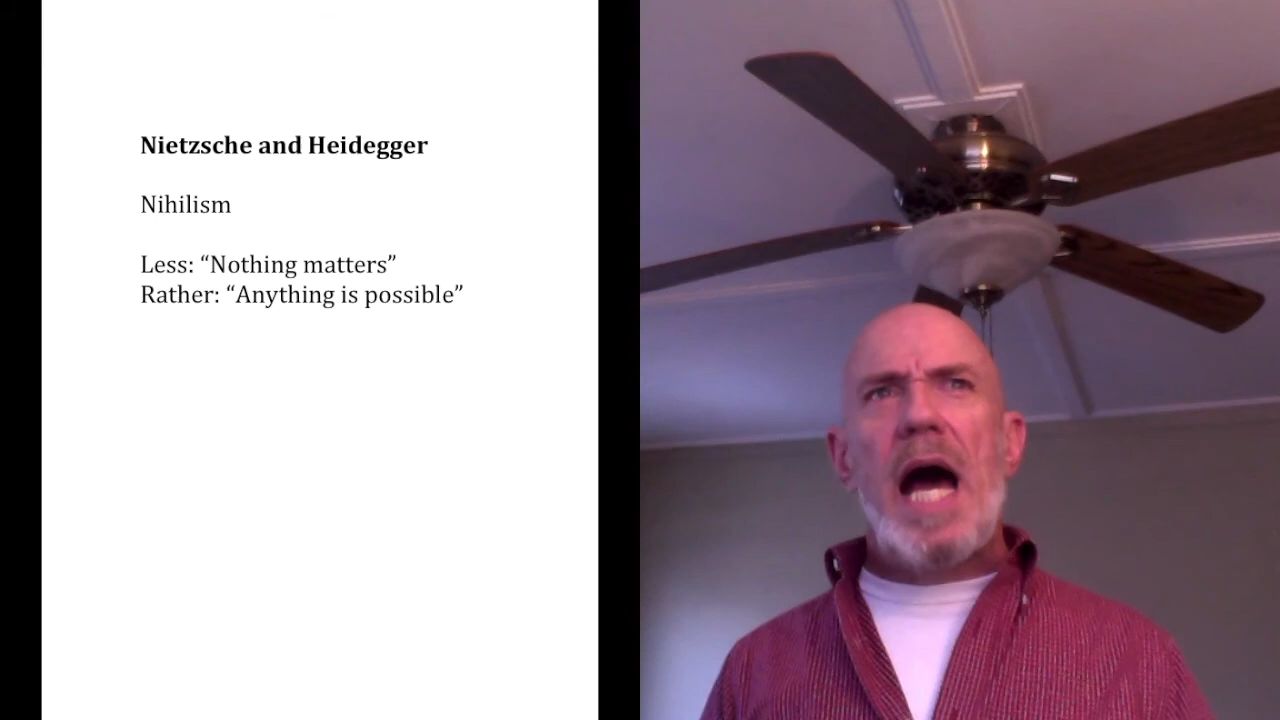 Nietzsche and Heidegger
Nihilism
Less: “Nothing matters”
Rather: “Anything is possible”